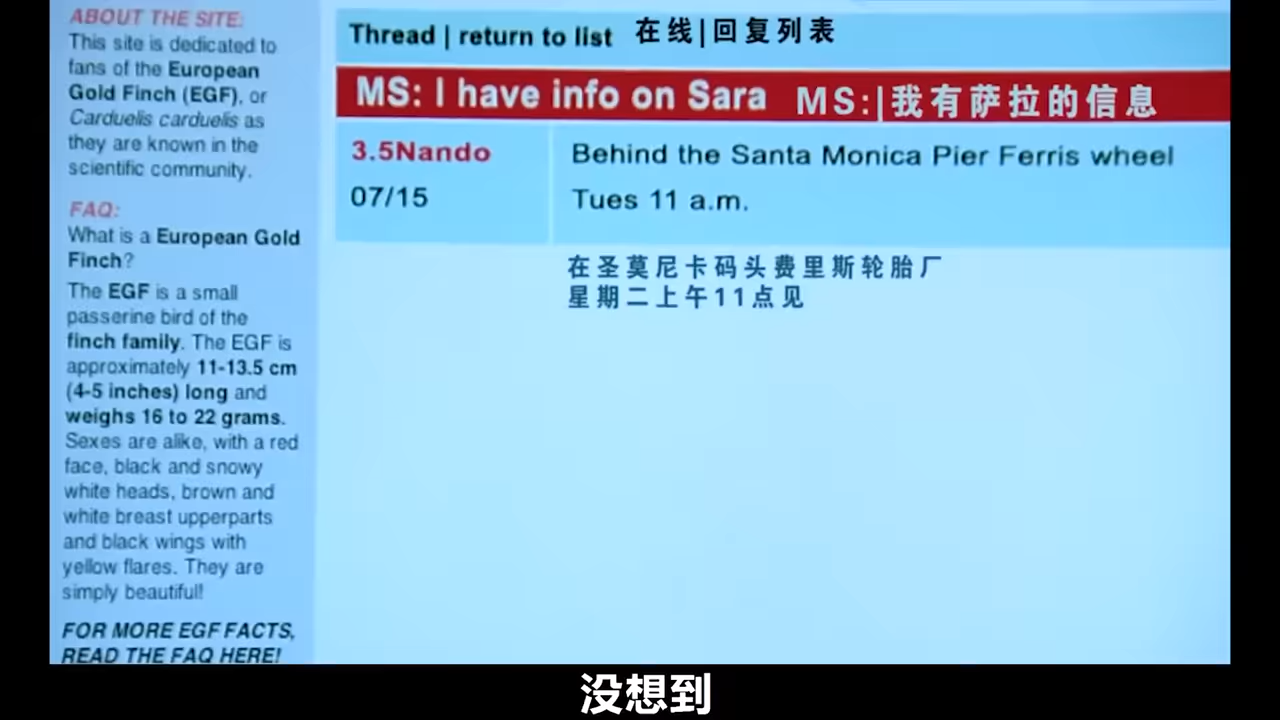 ABOUT THE SITE:
This site is dedicated to
fans of the European
Gold Finch (EGF), or
Carduelis carduelis as
they are known in the
scientific community.
FAQ:
What is a European Gold
Finch?
The EGF is a small
passerine bird of the
finch family. The EGF is
approximately 11-13.5 cm
(4-5 inches) long and
weighs 16 to 22 grams.
Sexes are alike, with a red
face, black and snowy
white heads, brown and
white breast upperparts
and black wings with
yellow flares. They are
simply beautiful!
FOR MORE EGF FACTS,
READ THE FAQ HERE!
Thread | return to list 在线|回复列表
MS: I have info on Sara MS:|我有萨拉的信息
3.5Nando
07/15
Behind the Santa Monica Pier Ferris wheel
Tues 11 a.m.
在圣莫尼卡码头费里斯轮胎厂
星期二上午11点见
没想到